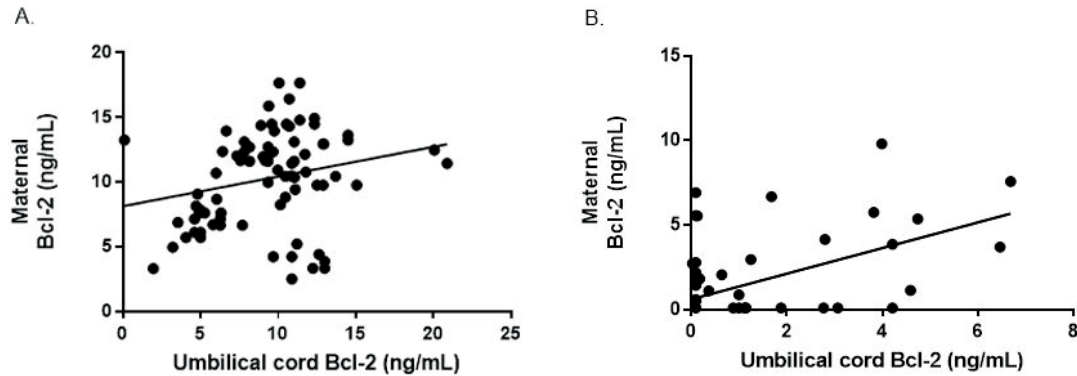 A.
20
15
10
5
0
0 5 10 15 20 25
Maternal
Bcl-2 (ng/mL)
Umbilical cord Bcl-2 (ng/mL)
B.
15
10
5
0
0 2 4 6 8
Maternal
Bcl-2 (ng/mL)
Umbilical cord Bcl-2 (ng/mL)